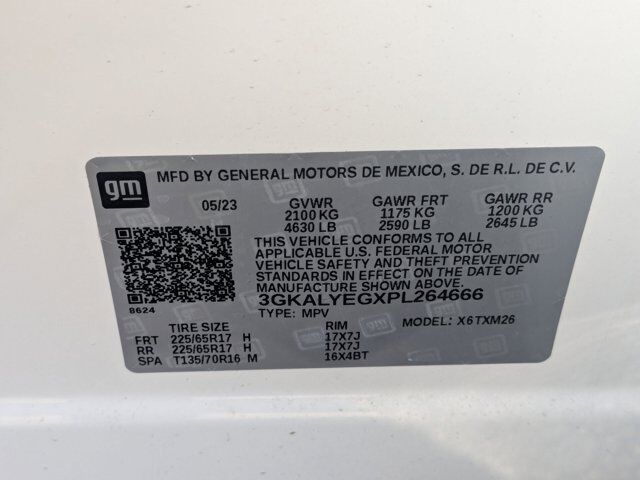 gm
MFD BY GENERAL MOTORS DE MEXICO, S. DE R.L. DE C.V.
05/23 GVWR GAWR FRT GAWR RR
2100 KG 1175 KG 1200 KG
4630 LB 2590 LB 2645 LB
THIS VEHICLE CONFORMS TO ALL
APPLICABLE U.S. FEDERAL MOTOR
VEHICLE SAFETY AND THEFT PREVENTION
STANDARDS IN EFFECT ON THE DATE OF
MANUFACTURE SHOWN ABOVE.
3GKALYEGXPL264666
8624
TYPE: MPV MODEL: X6TXM26
TIRE SIZE RIM
FRT 225/65R17 H 17X7J
RR 225/65R17 H 17X7J
SPA T135/70R16 M 16X4BT